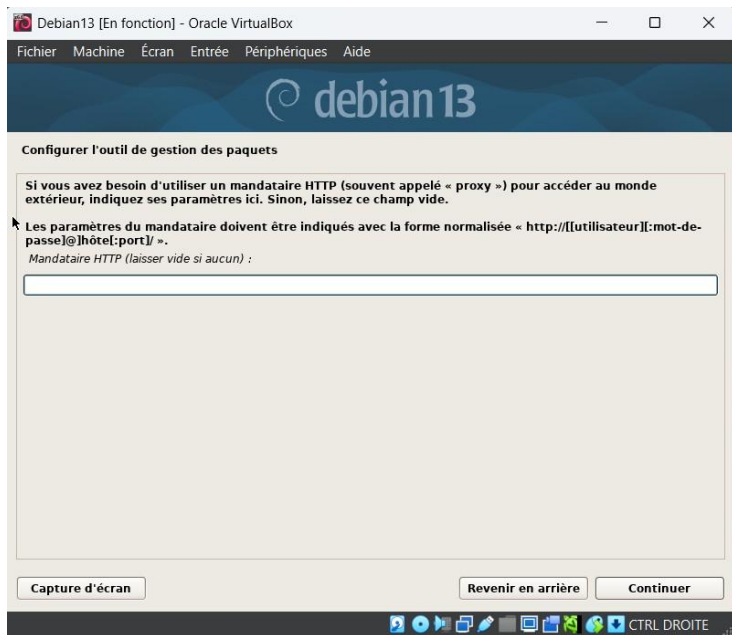 Debian13 [En fonction] - Oracle VirtualBox
Fichier Machine Écran Entrée Périphériques Aide
debian 13
Configurer l'outil de gestion des paquets
Si vous avez besoin d'utiliser un mandataire HTTP (souvent appelé « proxy ») pour accéder au monde
extérieur, indiquez ses paramètres ici. Sinon, laissez ce champ vide.
Les paramètres du mandataire doivent être indiqués avec la forme normalisée « http://[[utilisateur][:mot-de-
passe]@]hôte[:port]/ ».
Mandataire HTTP (laisser vide si aucun) :
Capture d'écran Revenir en arrière Continuer
CTRL DROITE